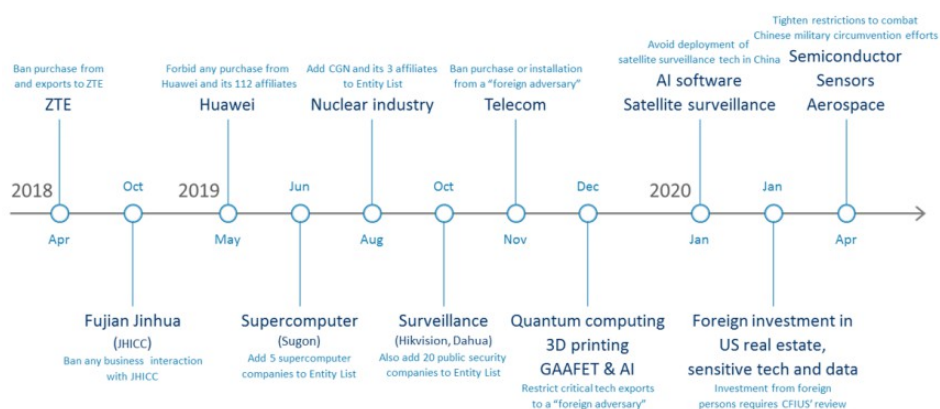 Ban purchase from
and exports to ZTE
ZTE
Forbid any purchase from
Huawei and its 112 affiliates
Huawei
Add CGN and its 3 affiliates
to Entity List
Nuclear industry
Ban purchase or installation
from a "foreign adversary"
Telecom
Avoid deployment of
satellite surveillance tech in China
AI software
Satellite surveillance
Tighten restrictions to combat
Chinese military circumvention efforts
Semiconductor
Sensors
Aerospace
2018
Oct
2019
Jun
Oct
Dec
2020
Jan
Apr
May
Aug
Nov
Jan
Apr
Fujian Jinhua
(JHICC)
Ban any business interaction
with JHICC
Supercomputer
(Sugon)
Add 5 supercomputer
companies to Entity List
Surveillance
(Hikvision, Dahua)
Also add 20 public security
companies to Entity List
Quantum computing
3D printing
GAAFET & AI
Restrict critical tech exports
to a "foreign adversary"
Foreign investment in
US real estate,
sensitive tech and data
Investment from foreign
persons requires CFIUS' review